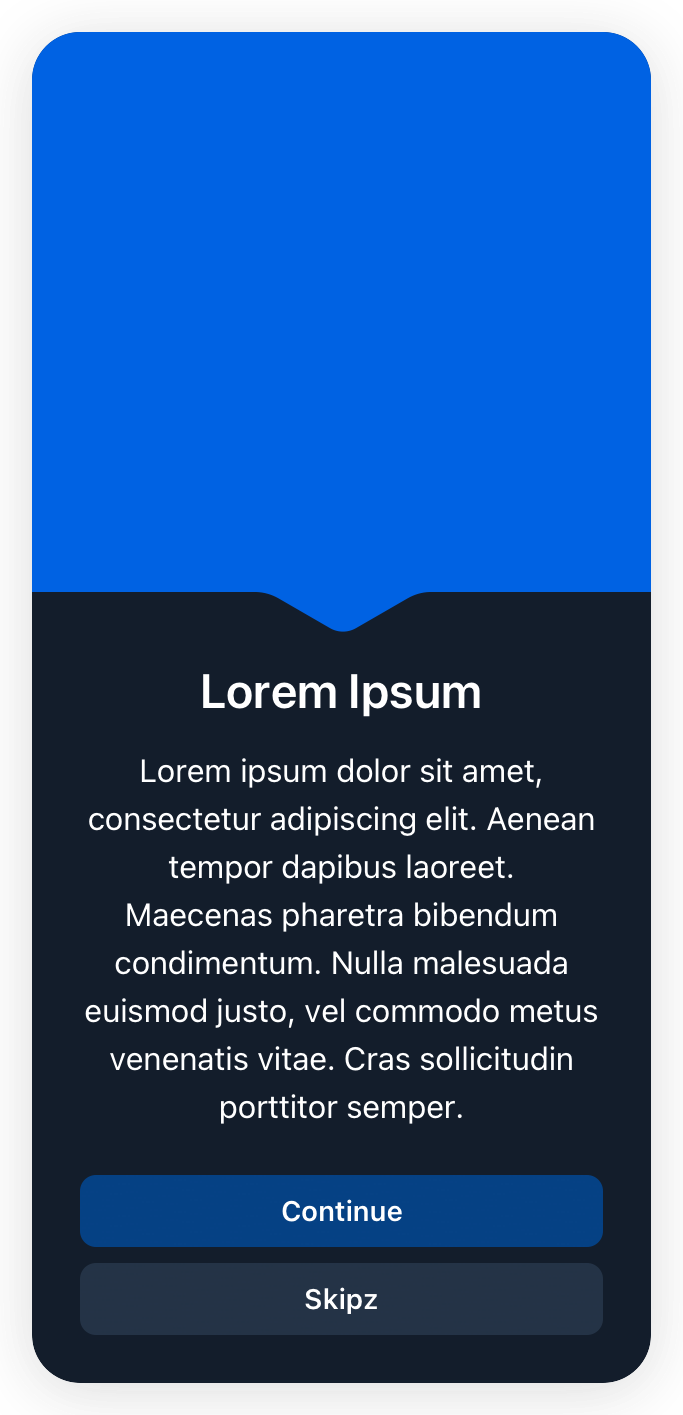 Lorem Ipsum
Lorem ipsum dolor sit amet,
consectetur adipiscing elit. Aenean
tempor dapibus laoreet.
Maecenas pharetra bibendum
condimentum. Nulla malesuada
euismod justo, vel commodo metus
venenatis vitae. Cras sollicitudin
porttitor semper.
Continue
Skipz